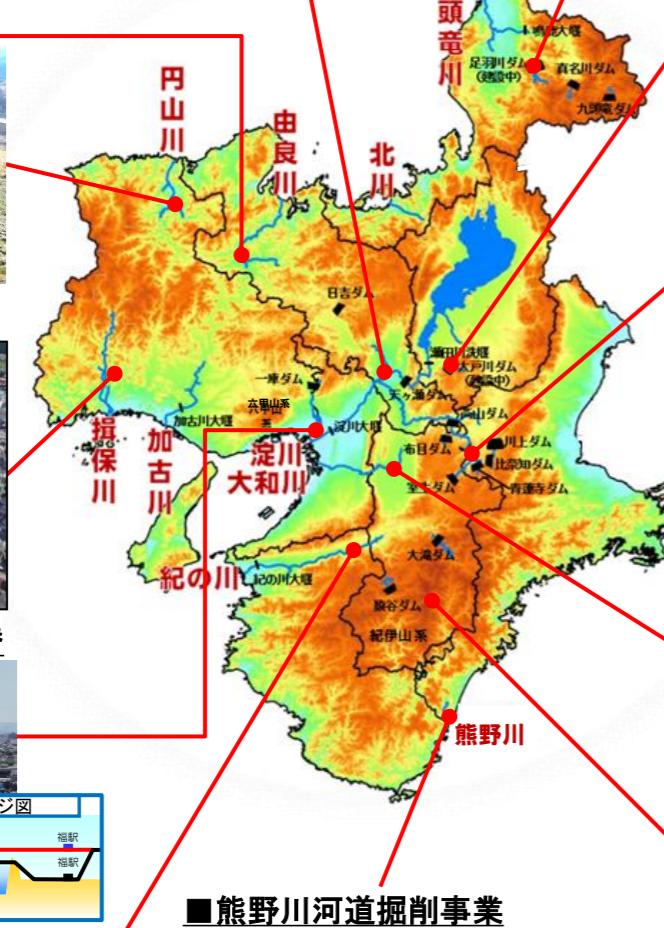 頭竜川
鳴鹿大堰
足羽川ダム
(建設中)
真名川ダム
九頭竜ダム
円山川
由良川
北川
日吉ダム
瀬田川洗堰
大戸川ダム
(建設中)
天ヶ瀬ダム
一庫ダム
六甲山系
加古川大堰
淀川大堰
布目ダム
川上ダム
比奈知ダム
青蓮寺ダム
室生ダム
揖保川
加古川
淀川
大和川
大滝ダム
紀の川
紀の川大堰
猿谷ダム
紀伊山系
熊野川
ジ図
福駅
福駅
■熊野川河道掘削事業